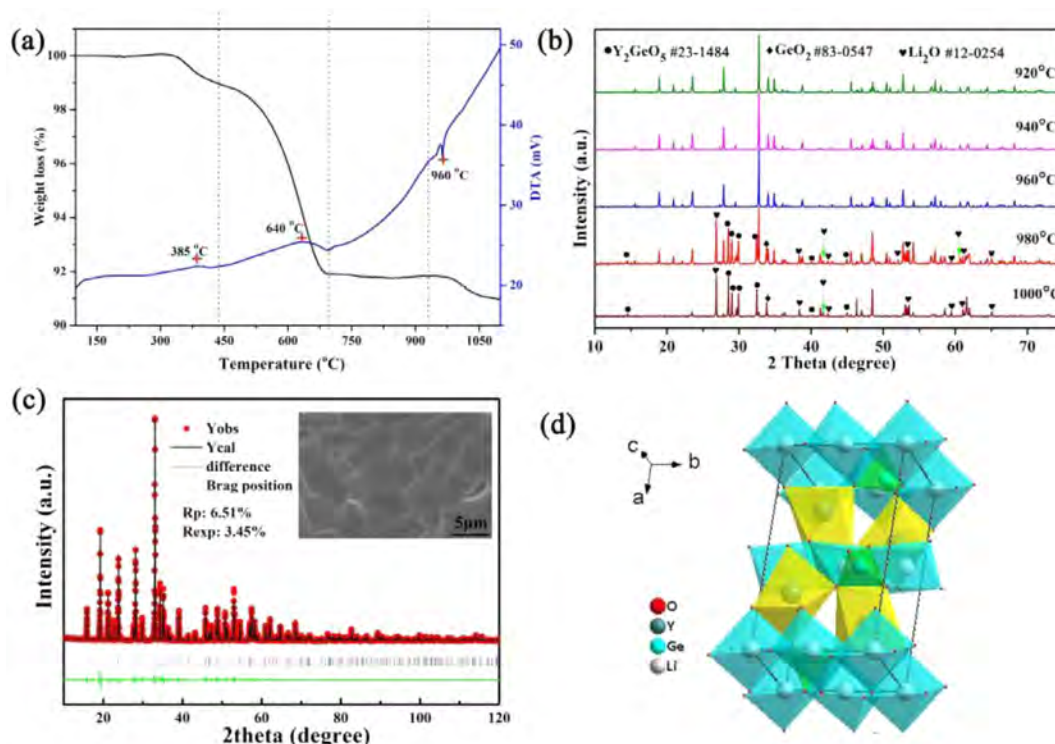 (a)
100
98
96
94
92
90
Weight loss (%)
50
40
30
20
DTA (mV)
385 °C
640 °C
960 °C
100 300 450 600 750 900 1050
Temperature (°C)
(b)
●Y₂GeO₅ #23-1484 ♦GeO₂ #83-0547 ♥Li₂O #12-0254
920°C
940°C
960°C
980°C
1000°C
Intensity (a.u.)
10 20 30 40 50 60 70
2 Theta (degree)
(c)
Yobs
Ycal
difference
Brag position
Rp: 6.51%
Rexp: 3.45%
5μm
Intensity (a.u.)
20 40 60 80 100 120
2theta (degree)
(d)
c
b
a
O
Y
Ge
Li